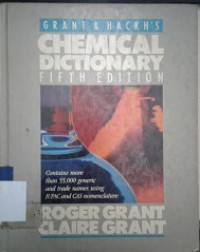 GRANT & HACKH'S
CHEMICAL
DICTIONARY
FIFTH EDITION
Contains more
than 55,000 generic
and trade names using
IUPAC and CAS nomenclature
ROGER GRANT
CLAIRE GRANT